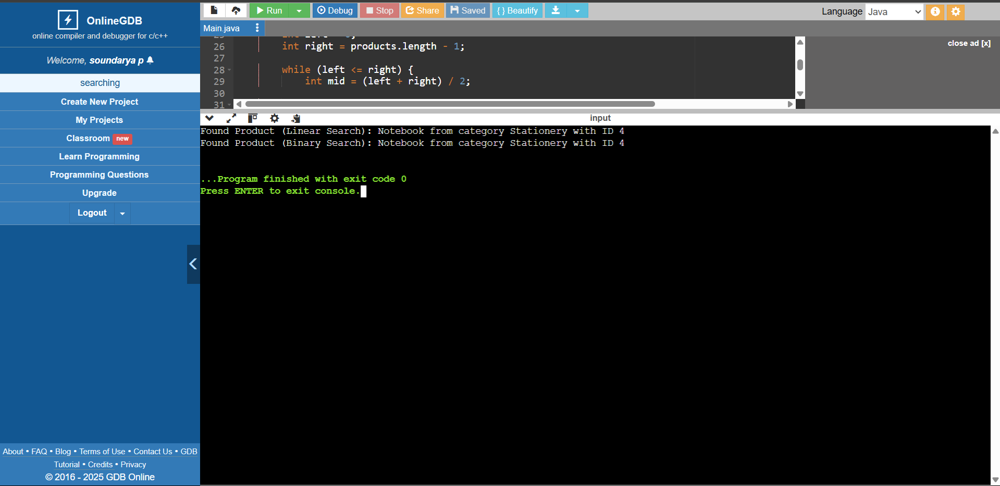 OnlineGDB
online compiler and debugger for c/c++
Welcome, soundarya p
searching
Create New Project
My Projects
Classroom new
Learn Programming
Programming Questions
Upgrade
Logout
About • FAQ • Blog • Terms of Use • Contact Us • GDB
Tutorial • Credits • Privacy
© 2016 - 2025 GDB Online
Run Debug Stop Share Saved { } Beautify
Language Java
Main.java
close ad [x]
26 int right = products.length - 1;
27
28 while (left <= right) {
29 int mid = (left + right) / 2;
30
31
input
Found Product (Linear Search): Notebook from category Stationery with ID 4
Found Product (Binary Search): Notebook from category Stationery with ID 4
...Program finished with exit code 0
Press ENTER to exit console.